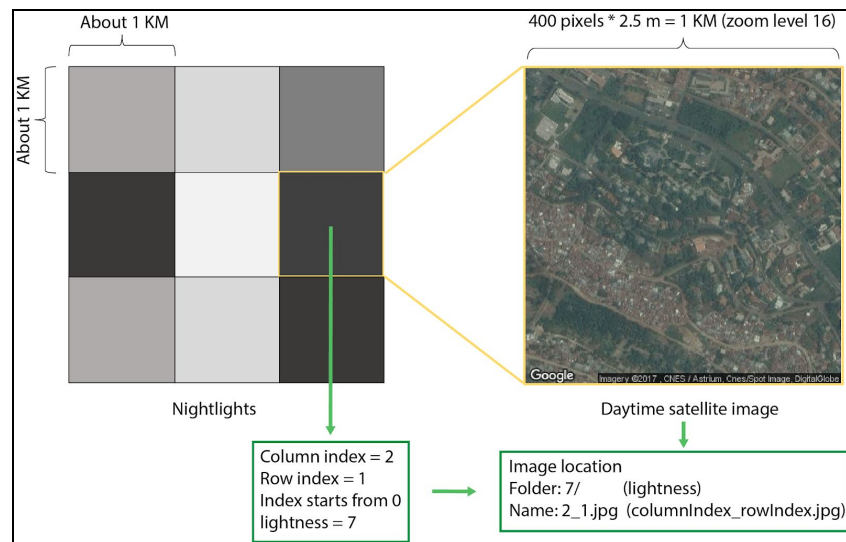 About 1 KM
400 pixels * 2.5 m = 1 KM (zoom level 16)
About 1 KM
Google
Imagery ©2017 , CNES / Astrium, Cnes/Spot Image, DigitalGlobe
Nightlights
Daytime satellite image
Column index = 2
Row index = 1
Index starts from 0
lightness = 7
Image location
Folder: 7/ (lightness)
Name: 2_1.jpg (columnIndex_rowIndex.jpg)